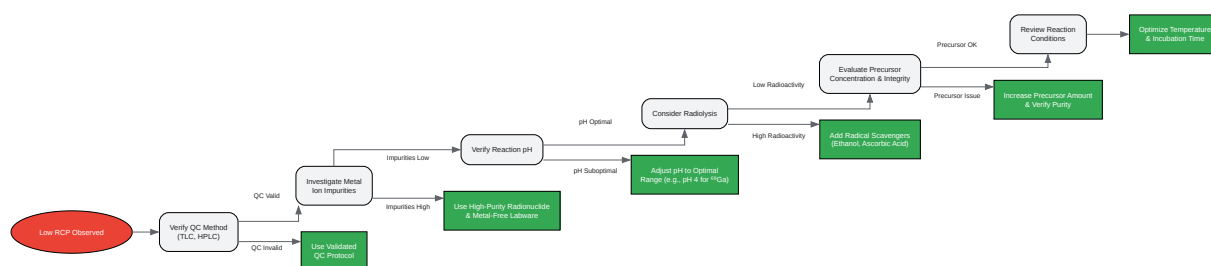 Low RCP Observed
Verify QC Method
(TLC, HPLC)
QC Valid
QC Invalid
Use Validated
QC Protocol
Investigate Metal
Ion Impurities
Impurities Low
Impurities High
Use High-Purity Radionuclide
& Metal-Free Labware
Verify Reaction pH
pH Optimal
pH Suboptimal
Adjust pH to Optimal
Range (e.g., pH 4 for ⁶⁸Ga)
Consider Radiolysis
Low Radioactivity
High Radioactivity
Add Radical Scavengers
(Ethanol, Ascorbic Acid)
Evaluate Precursor
Concentration & Integrity
Precursor OK
Precursor Issue
Increase Precursor Amount
& Verify Purity
Review Reaction
Conditions
Optimize Temperature
& Incubation Time